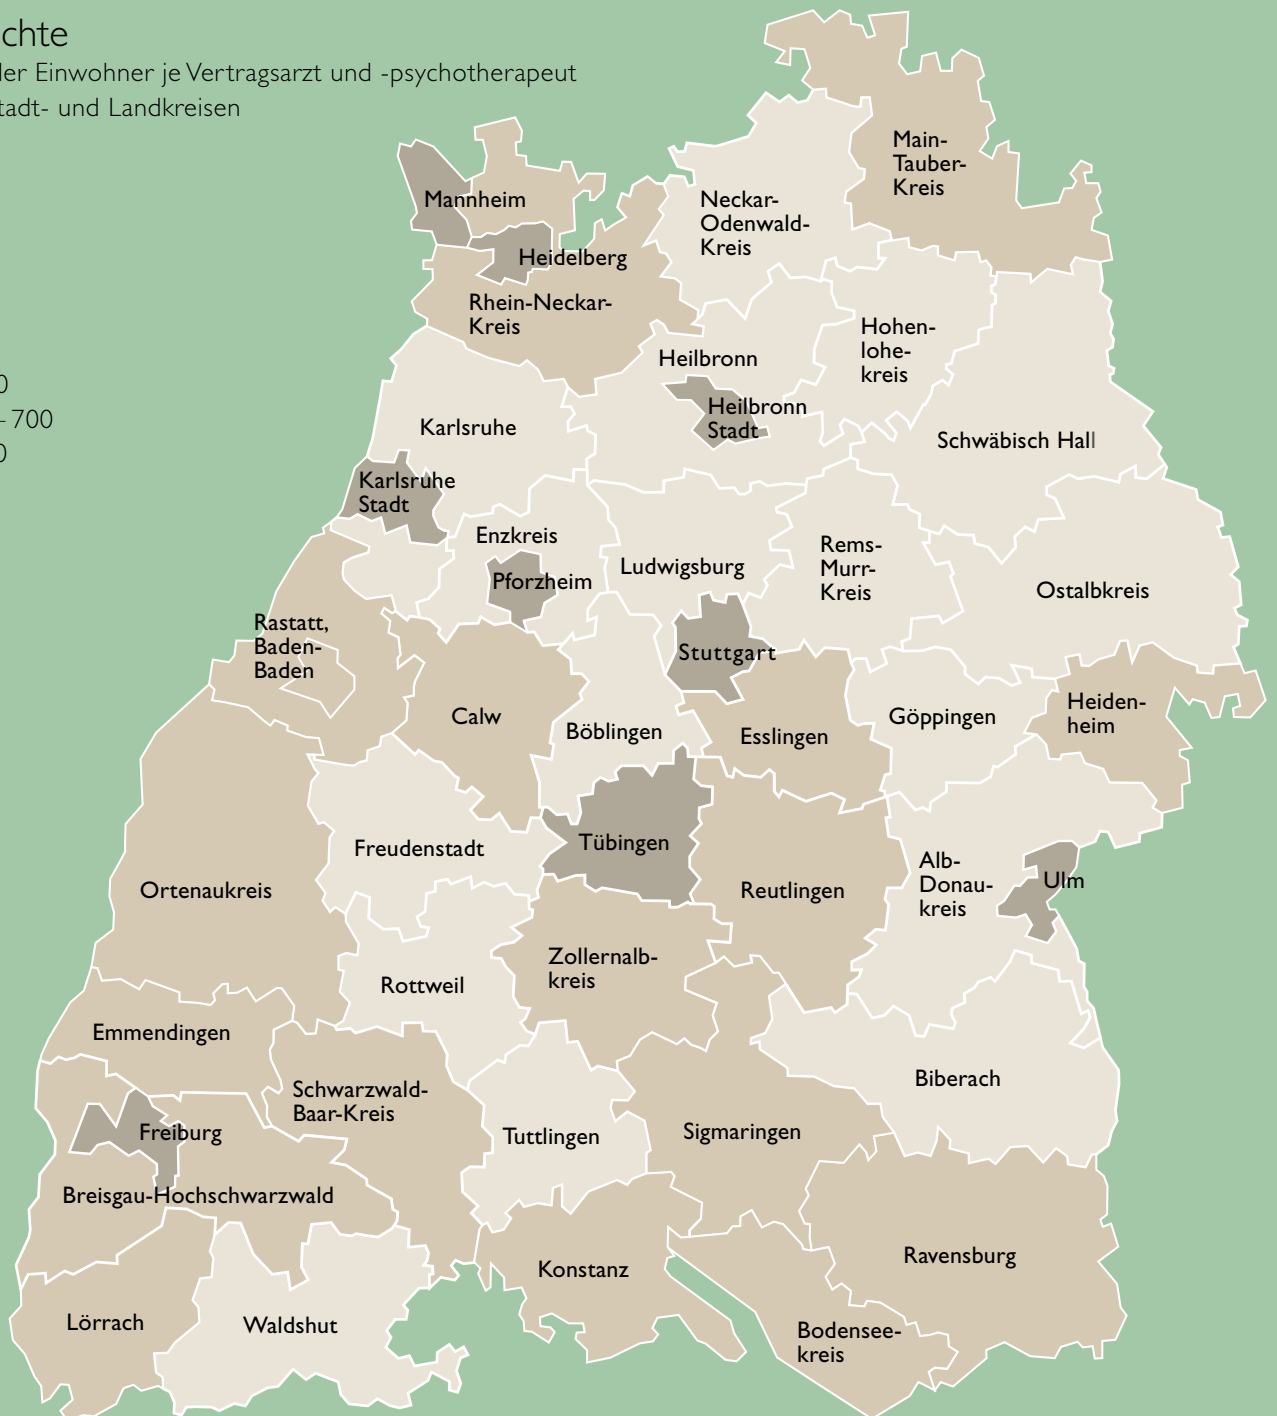 chte
der Einwohner je Vertragsarzt und -psychotherapeut
tadt- und Landkreisen
0
– 700
0
Main-
Tauber-
Kreis
Mannheim
Neckar-
Odenwald-
Kreis
Heidelberg
Rhein-Neckar-
Kreis
Hohen-
lohe-
kreis
Heilbronn
Heilbronn
Stadt
Karlsruhe
Schwäbisch Hall
Karlsruhe
Stadt
Enzkreis
Pforzheim
Ludwigsburg
Rems-
Murr-
Kreis
Ostalbkreis
Rastatt,
Baden-
Baden
Stuttgart
Calw
Böblingen
Esslingen
Göppingen
Heiden-
heim
Freudenstadt
Tübingen
Ortenaukreis
Reutlingen
Alb-
Donau-
kreis
Ulm
Rottweil
Zollernalb-
kreis
Emmendingen
Schwarzwald-
Baar-Kreis
Biberach
Freiburg
Tuttlingen
Sigmaringen
Breisgau-Hochschwarzwald
Konstanz
Ravensburg
Lörrach
Waldshut
Bodensee-
kreis